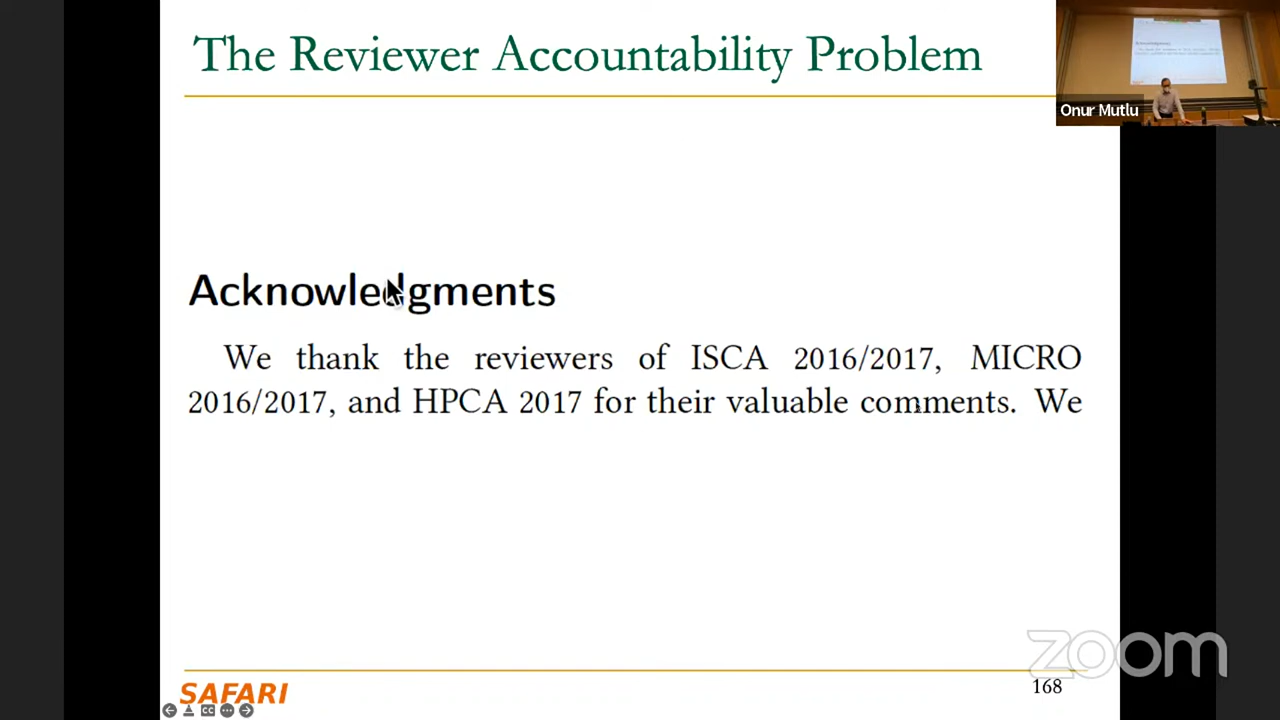 The Reviewer Accountability Problem
Onur Mutlu
Acknowledgments
We thank the reviewers of ISCA 2016/2017, MICRO
2016/2017, and HPCA 2017 for their valuable comments. We
zoom
SAFARI
168